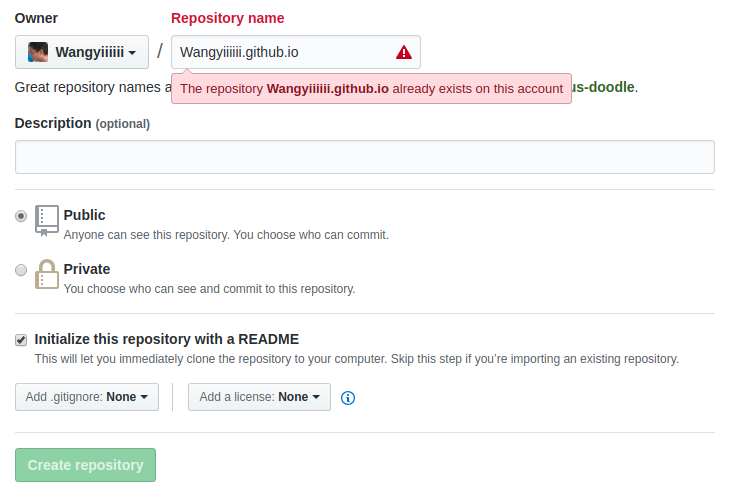 Owner
Repository name
Wangyiiiiii / Wangyiiiiii.github.io
Great repository names a us-doodle.
The repository Wangyiiiiii.github.io already exists on this account
Description (optional)
Public
Anyone can see this repository. You choose who can commit.
Private
You choose who can see and commit to this repository.
Initialize this repository with a README
This will let you immediately clone the repository to your computer. Skip this step if you’re importing an existing repository.
Add .gitignore: None
Add a license: None
Create repository